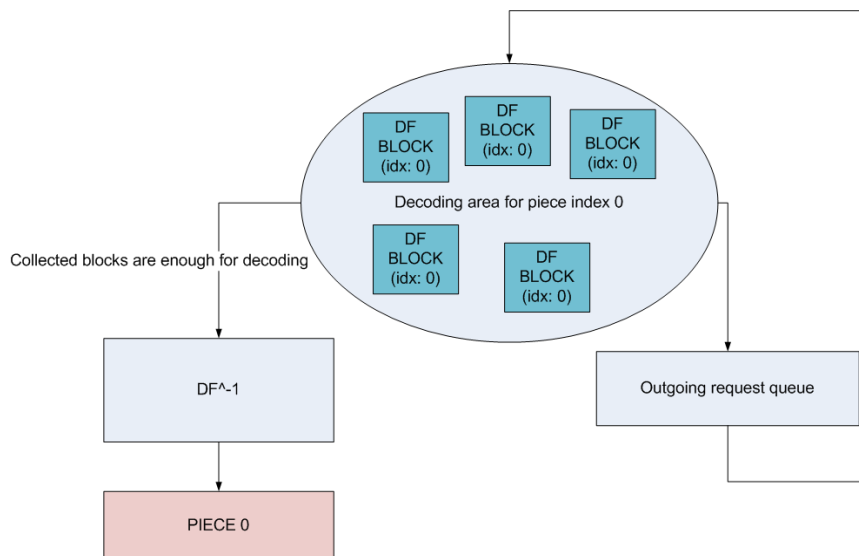 DF
BLOCK
(idx: 0)
DF
BLOCK
(idx: 0)
DF
BLOCK
(idx: 0)
Decoding area for piece index 0
DF
BLOCK
(idx: 0)
DF
BLOCK
(idx: 0)
Collected blocks are enough for decoding
DF^-1
Outgoing request queue
PIECE 0